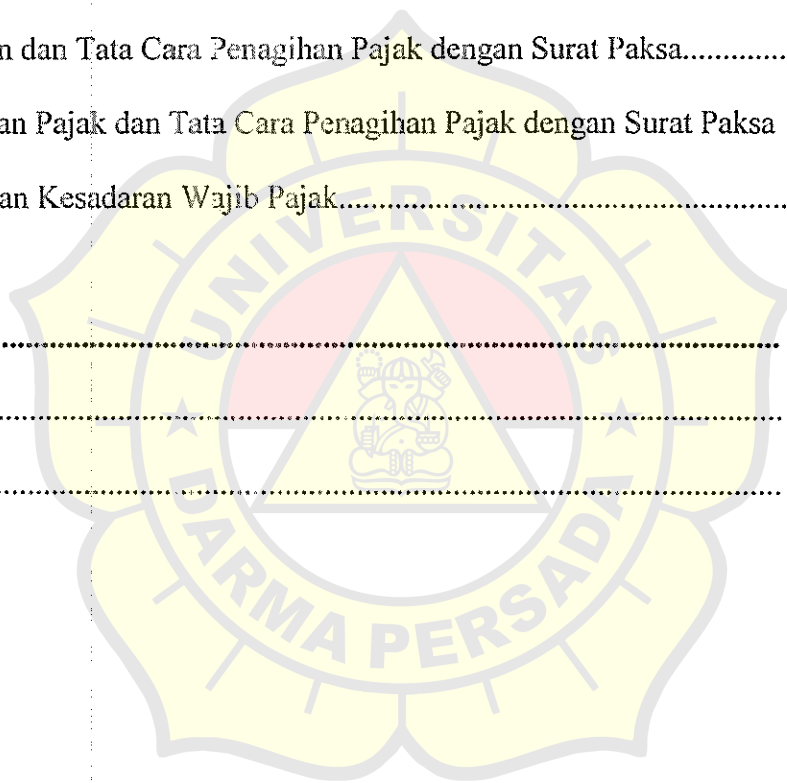 n dan Tata Cara Penagihan Pajak dengan Surat Paksa.............
an Pajak dan Tata Cara Penagihan Pajak dengan Surat Paksa
an Kesadaran Wajib Pajak.......................................................
................................................................................................
................................................................................................
................................................................................................
UNIVERSITAS
DARMA PERSADA